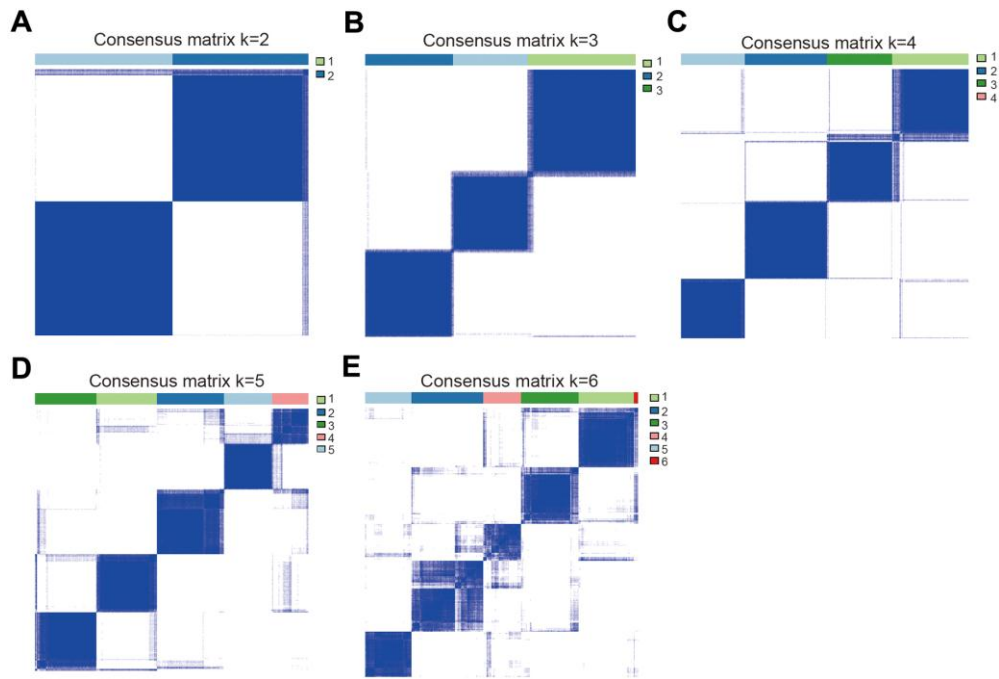 A
Consensus matrix k=2
1
2
B
Consensus matrix k=3
1
2
3
C
Consensus matrix k=4
1
2
3
4
D
Consensus matrix k=5
1
2
3
4
5
E
Consensus matrix k=6
1
2
3
4
5
6